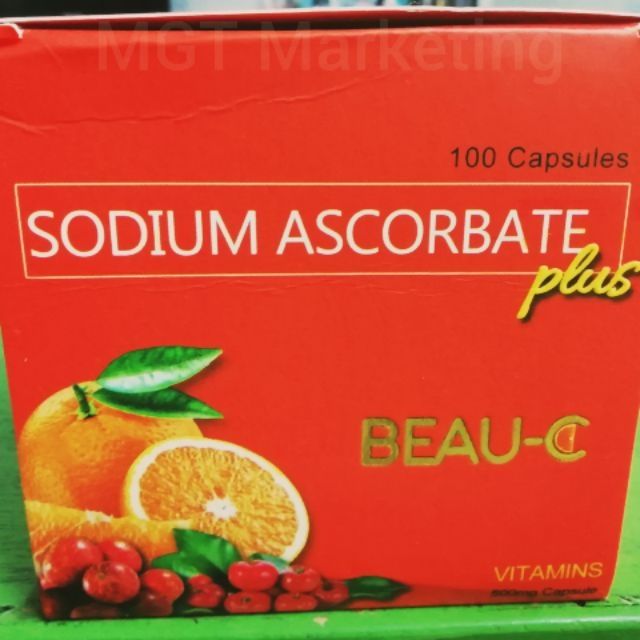 MGT Marketing
100 Capsules
SODIUM ASCORBATE
plus
BEAU-C
VITAMINS
500mg Capsule